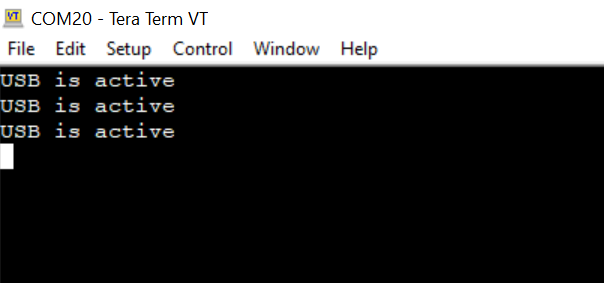 VT
COM20 - Tera Term VT
File Edit Setup Control Window Help
USB is active
USB is active
USB is active